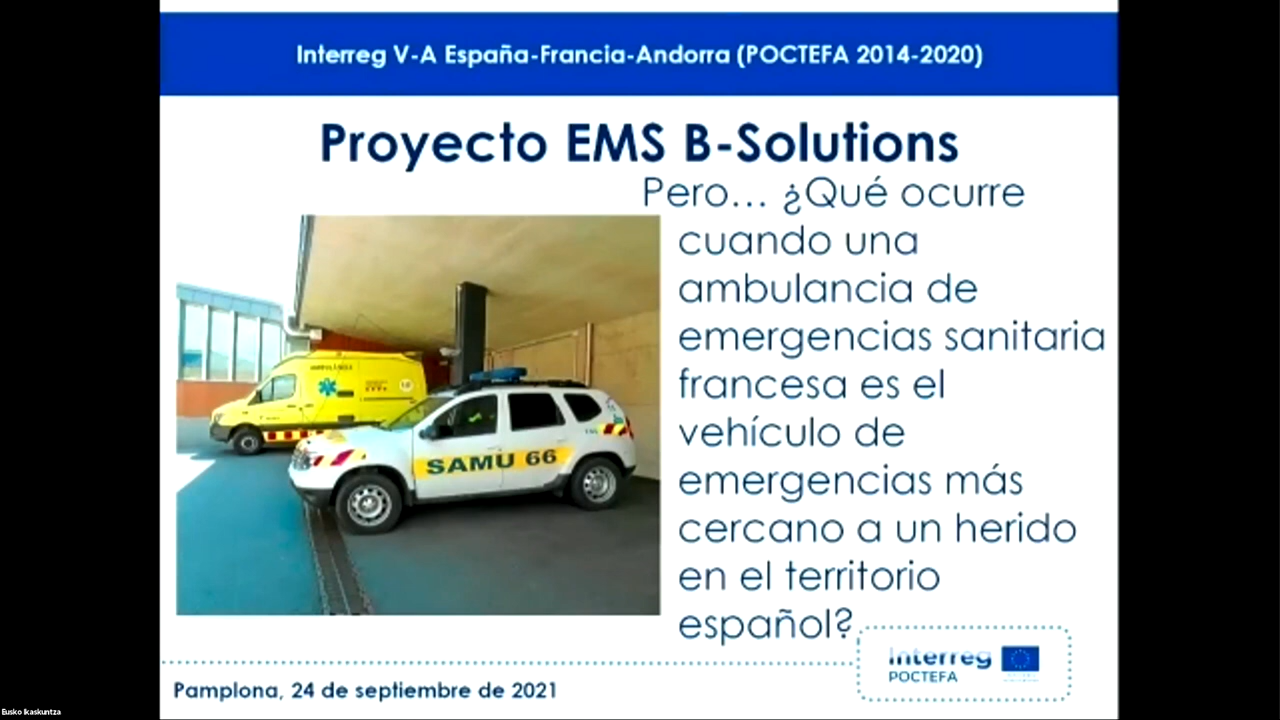 Interreg V-A España-Francia-Andorra (POCTEFA 2014-2020)
Proyecto EMS B-Solutions
Pero... ¿Qué ocurre
cuando una
ambulancia de
emergencias sanitaria
francesa es el
vehículo de
emergencias más
cercano a un herido
en el territorio
español?
AMBULÀNCIA
SAMU 66
Interreg
POCTEFA
Pamplona, 24 de septiembre de 2021
Eusko Ikaskuntza